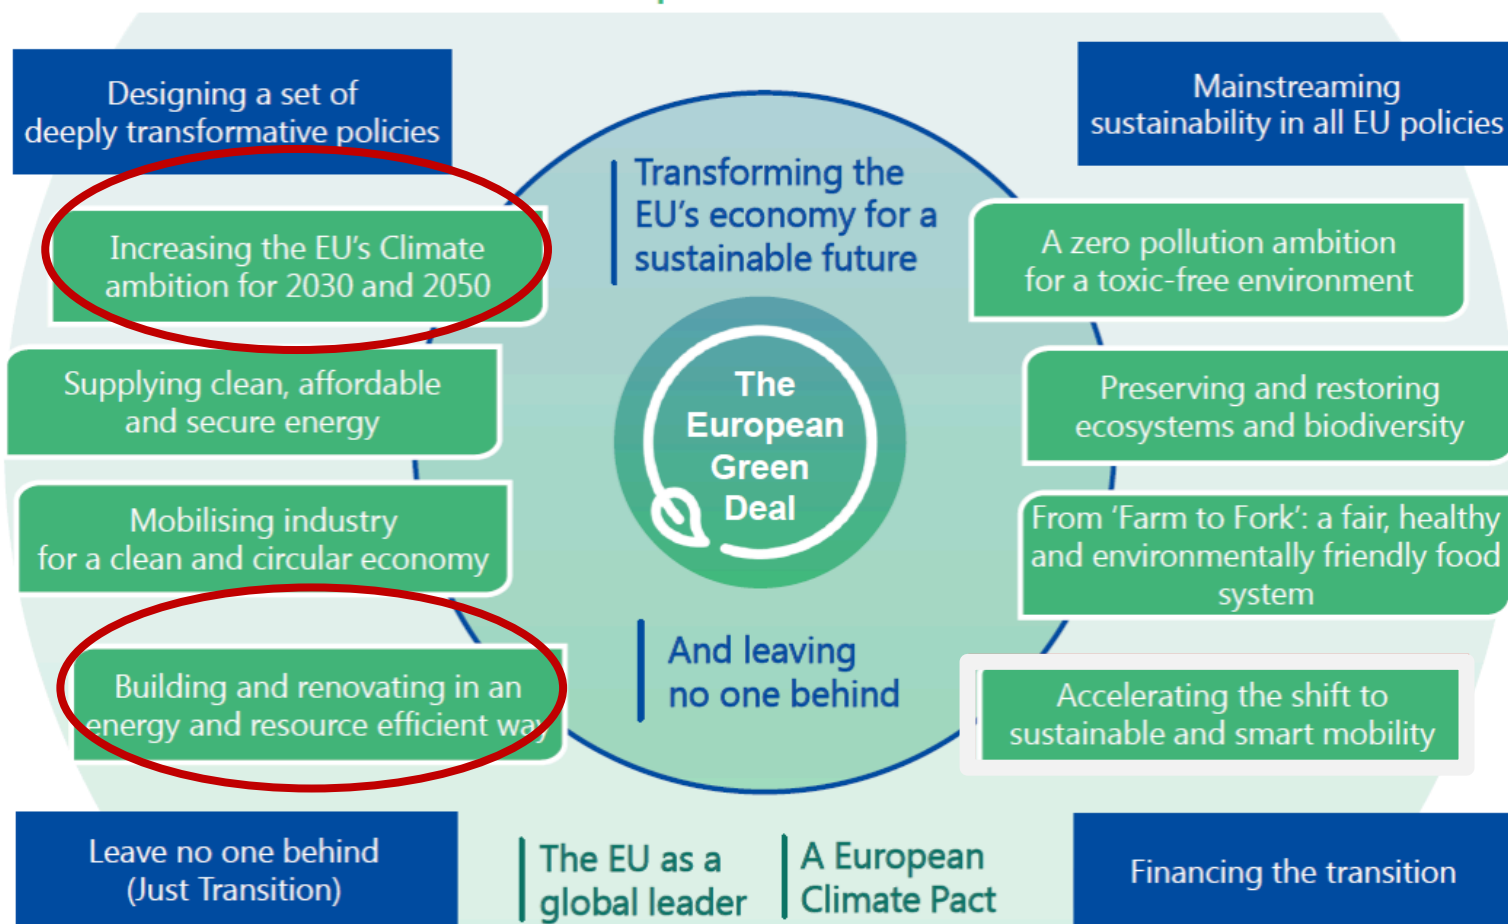 Designing a set of
deeply transformative policies
Mainstreaming
sustainability in all EU policies
Transforming the
EU's economy for a
sustainable future
Increasing the EU's Climate
ambition for 2030 and 2050
Supplying clean, affordable
and secure energy
Mobilising industry
for a clean and circular economy
Building and renovating in an
energy and resource efficient way
The
European
Green
Deal
A zero pollution ambition
for a toxic-free environment
Preserving and restoring
ecosystems and biodiversity
From ‘Farm to Fork’: a fair, healthy
and environmentally friendly food
system
Accelerating the shift to
sustainable and smart mobility
And leaving
no one behind
Leave no one behind
(Just Transition)
The EU as a
global leader
A European
Climate Pact
Financing the transition